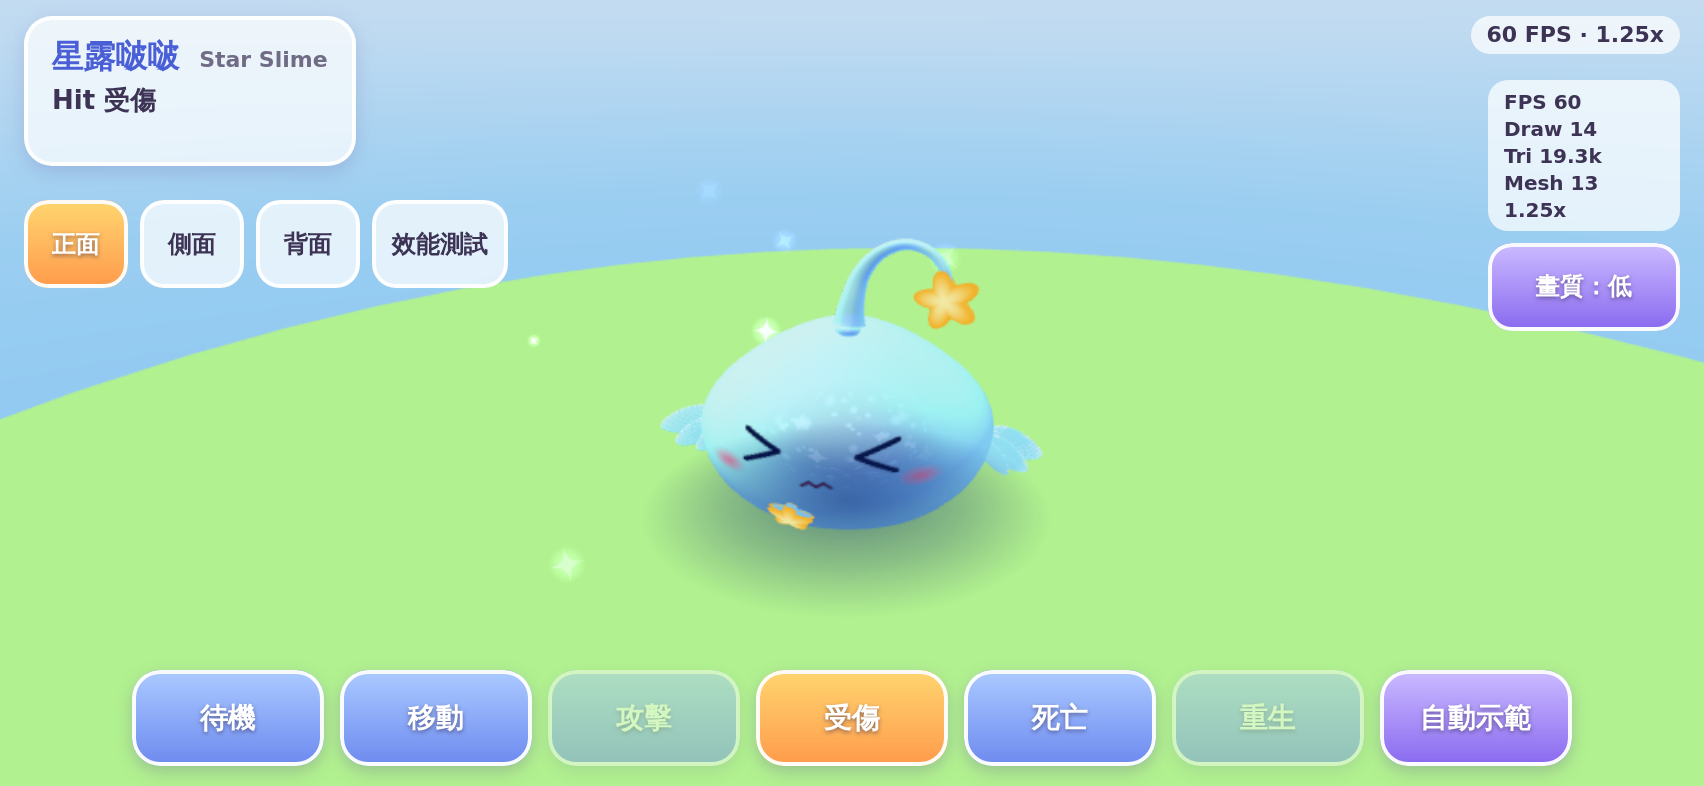 星露啵啵 Star Slime
Hit 受傷
60 FPS · 1.25x
FPS 60
Draw 14
Tri 19.3k
Mesh 13
1.25x
正面 側面 背面 效能測試
畫質：低
待機 移動 攻擊 受傷 死亡 重生 自動示範